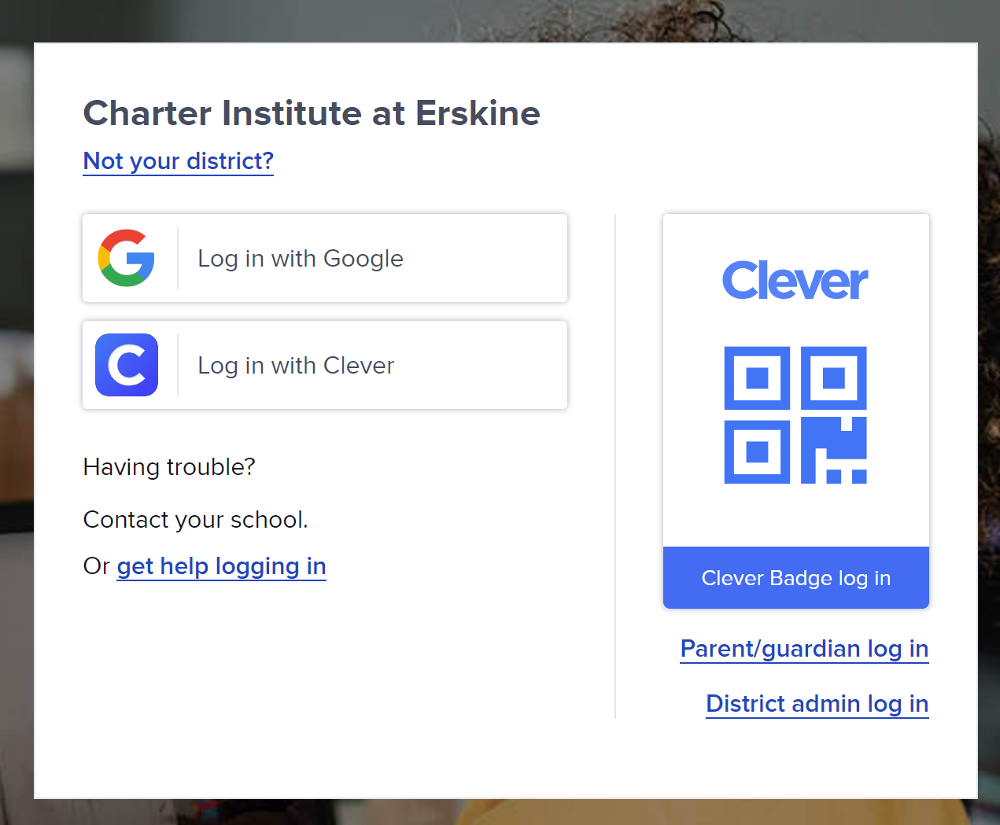 Charter Institute at Erskine
Not your district?
Log in with Google
Log in with Clever
Having trouble?
Contact your school.
Or get help logging in
Clever
Clever Badge log in
Parent/guardian log in
District admin log in